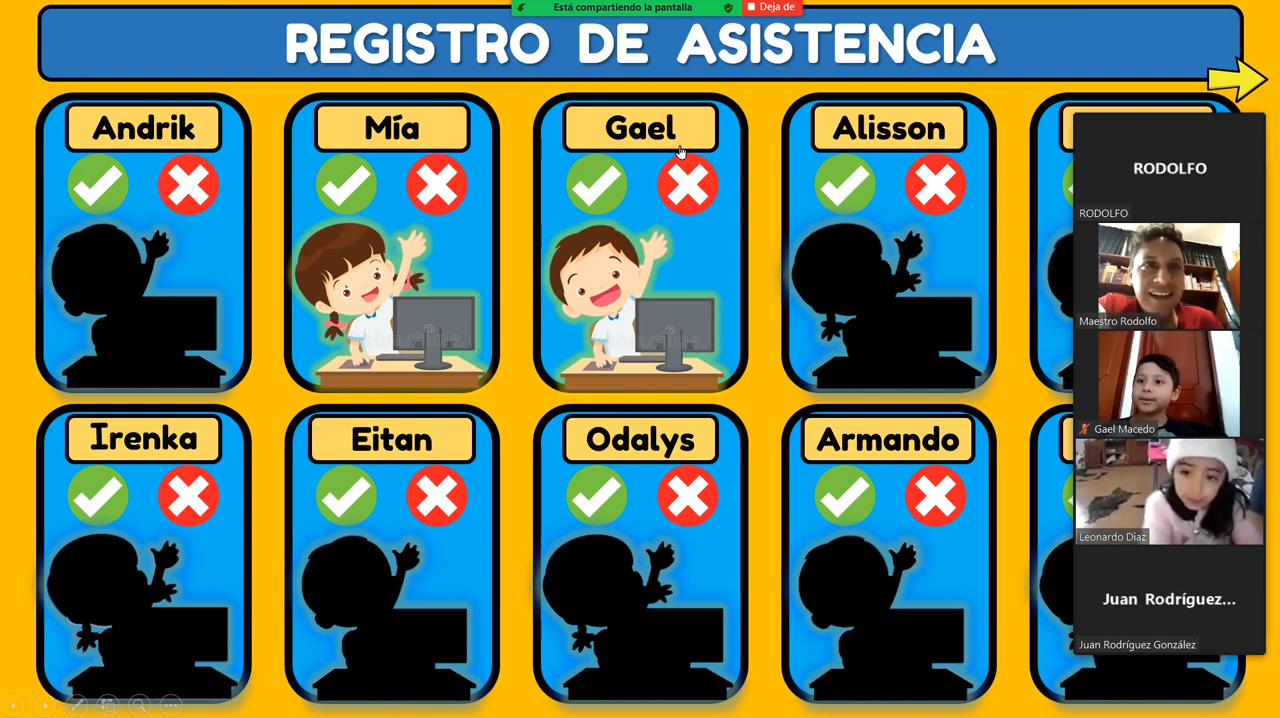 Está compartiendo la pantalla
Deja de
REGISTRO DE ASISTENCIA
Andrik
Mía
Gael
Alisson
Irenka
Eitan
Odalys
Armando
RODOLFO
RODOLFO
Maestro Rodolfo
Gael Macedo
Leonardo Diaz
Juan Rodríguez...
Juan Rodríguez González